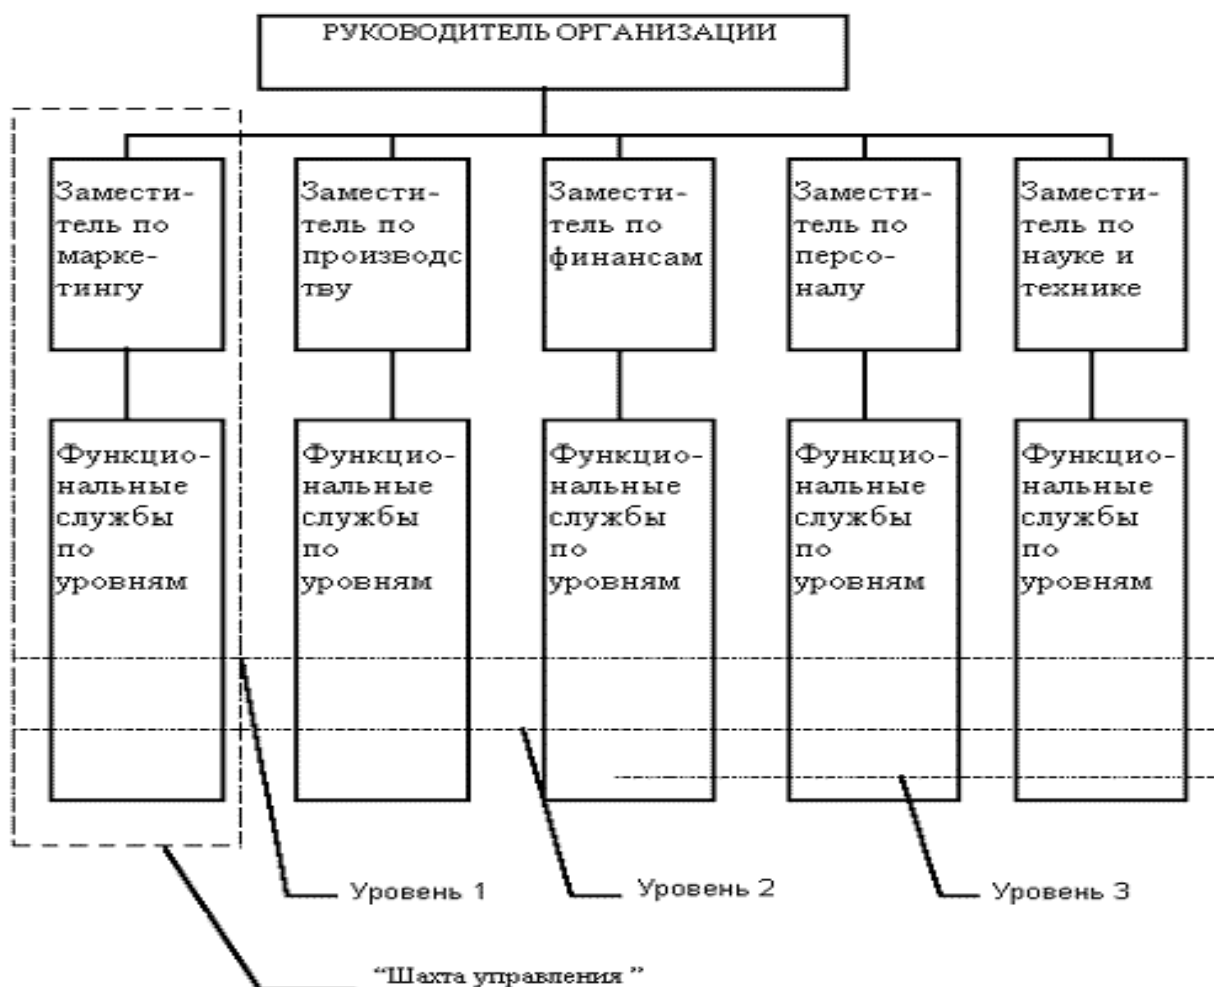 РУКОВОДИТЕЛЬ ОРГАНИЗАЦИИ
Замести-
тель по
марке-
тингу
Замести-
тель по
производс
тву
Замести-
тель по
финансам
Замести-
тель по
персо-
налу
Замести-
тель по
науке и
технике
Функцио-
нальные
службы
по
уровням
Функцио-
нальные
службы
по
уровням
Функцио-
нальные
службы
по
уровням
Функцио-
нальные
службы
по
уровням
Функцио-
нальные
службы
по
уровням
Уровень 1
Уровень 2
Уровень 3
“Шахта управления ”